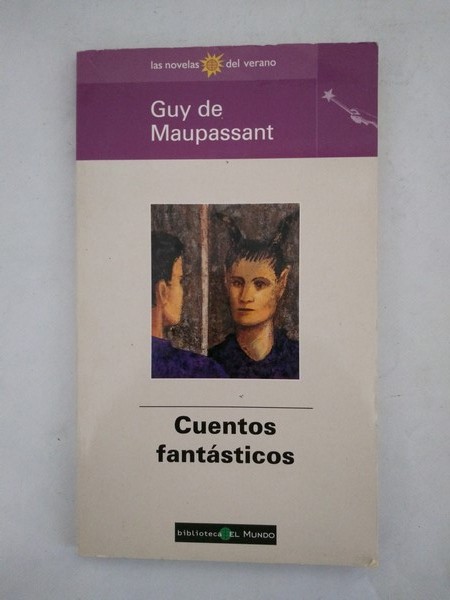 las novelas del verano
Guy de
Maupassant
Cuentos
fantásticos
biblioteca EL MUNDO